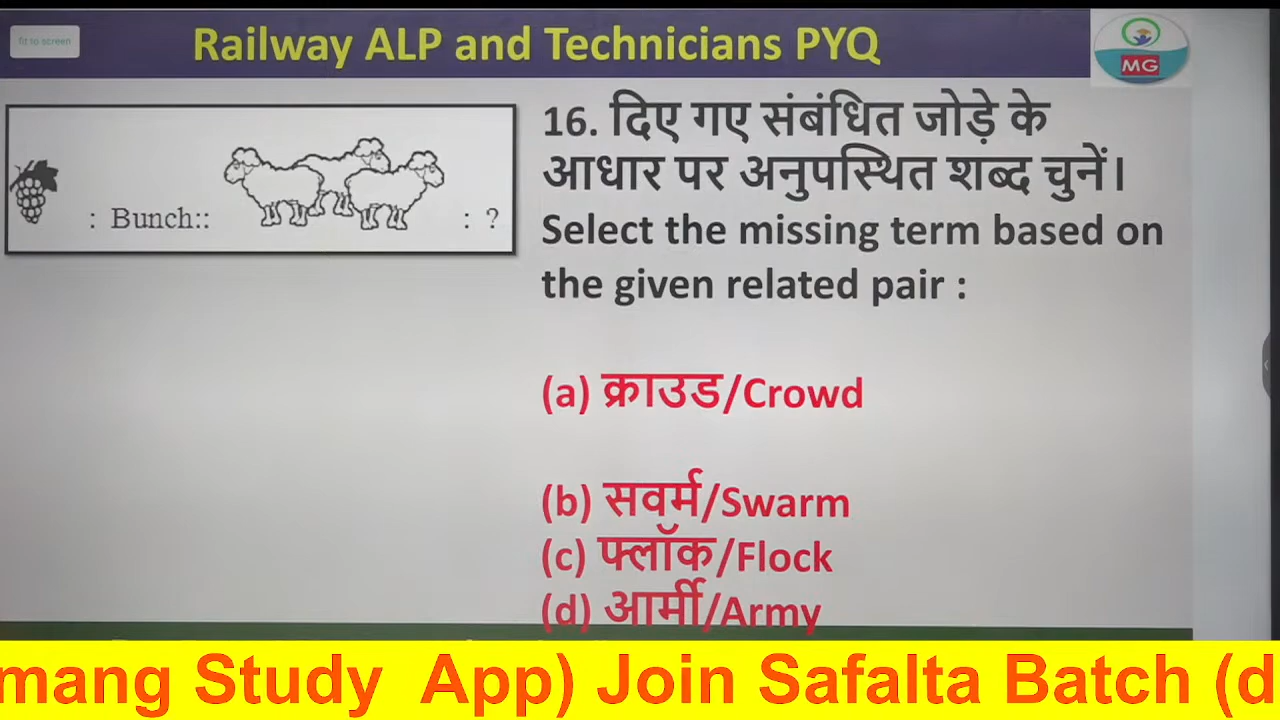 fit to screen
Railway ALP and Technicians PYQ
MG
: Bunch::
: ?
16. दिए गए संबंधित जोड़े के
आधार पर अनुपस्थित शब्द चुनें।
Select the missing term based on
the given related pair :
(a) क्राउड/Crowd
(b) सवर्म/Swarm
(c) फ्लॉक/Flock
(d) आर्मी/Army
mang Study App) Join Safalta Batch (d